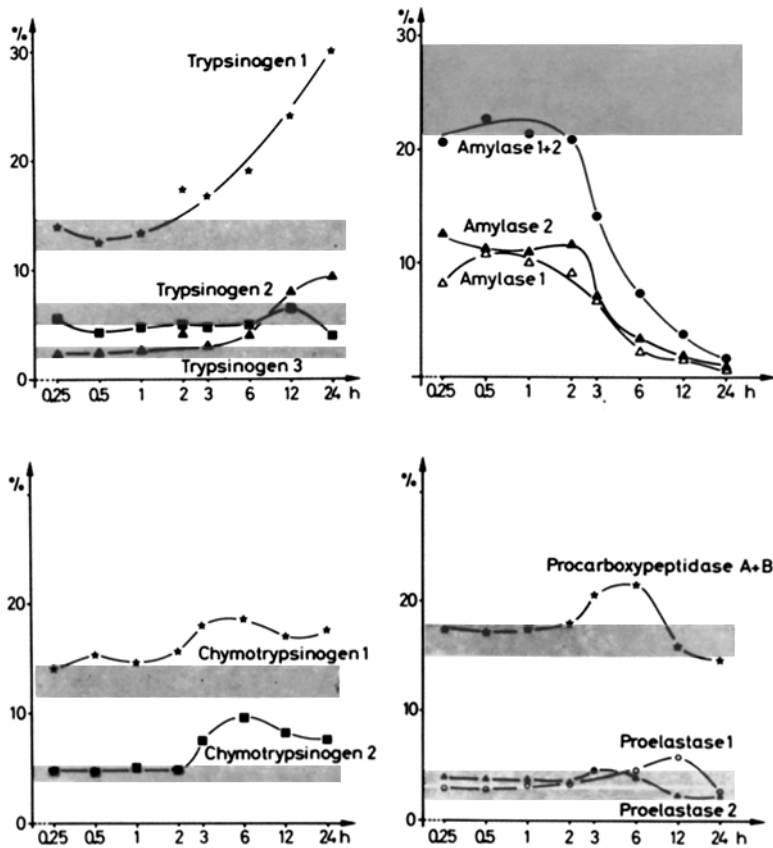 %
30
Trypsinogen 1
20
10
Trypsinogen 2
Trypsinogen 3
0
0.25 0.5 1 2 3 6 12 24 h
%
30
20
Amylase 1+2
Amylase 2
10
Amylase 1
0
0.25 0.5 1 2 3 6 12 24 h
%
20
Chymotrypsinogen 1
10
Chymotrypsinogen 2
0
0.25 0.5 1 2 3 6 12 24 h
%
Procarboxypeptidase A+B
20
10
Proelastase 1
Proelastase 2
0
0.25 0.5 1 2 3 6 12 24 h